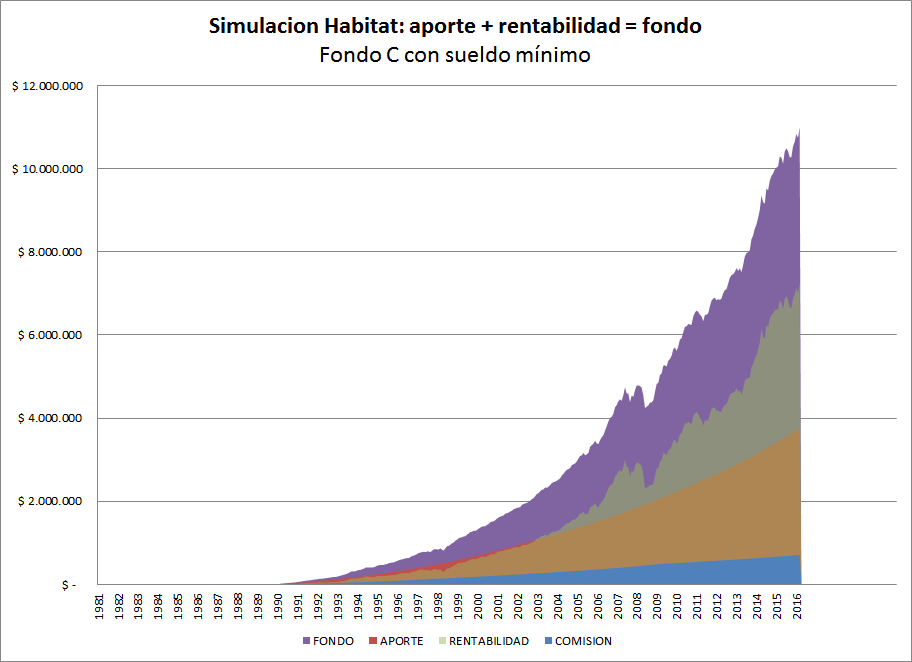 Simulacion Habitat: aporte + rentabilidad = fondo
Fondo C con sueldo mínimo
$ 12.000.000
$ 10.000.000
$ 8.000.000
$ 6.000.000
$ 4.000.000
$ 2.000.000
$ -
1981 1982 1983 1984 1985 1986 1987 1988 1989 1990 1991 1992 1993 1994 1995 1996 1997 1998 1999 2000 2001 2002 2003 2004 2005 2006 2007 2008 2009 2010 2011 2012 2013 2014 2015 2016
FONDO APORTE RENTABILIDAD COMISION